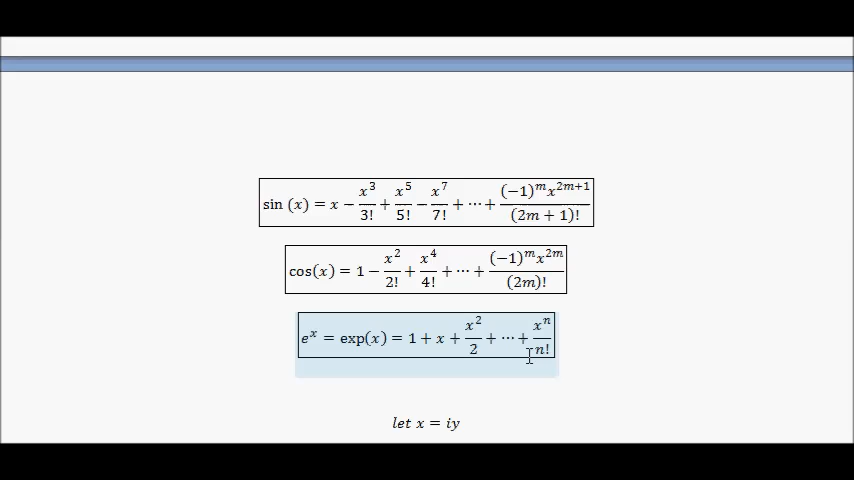 sin (x) = x − x³/3! + x⁵/5! − x⁷/7! + ⋯ + (−1)ᵐx²ᵐ⁺¹/(2m + 1)!
cos(x) = 1 − x²/2! + x⁴/4! + ⋯ + (−1)ᵐx²ᵐ/(2m)!
eˣ = exp(x) = 1 + x + x²/2 + ⋯ + xⁿ/n!
let x = iy